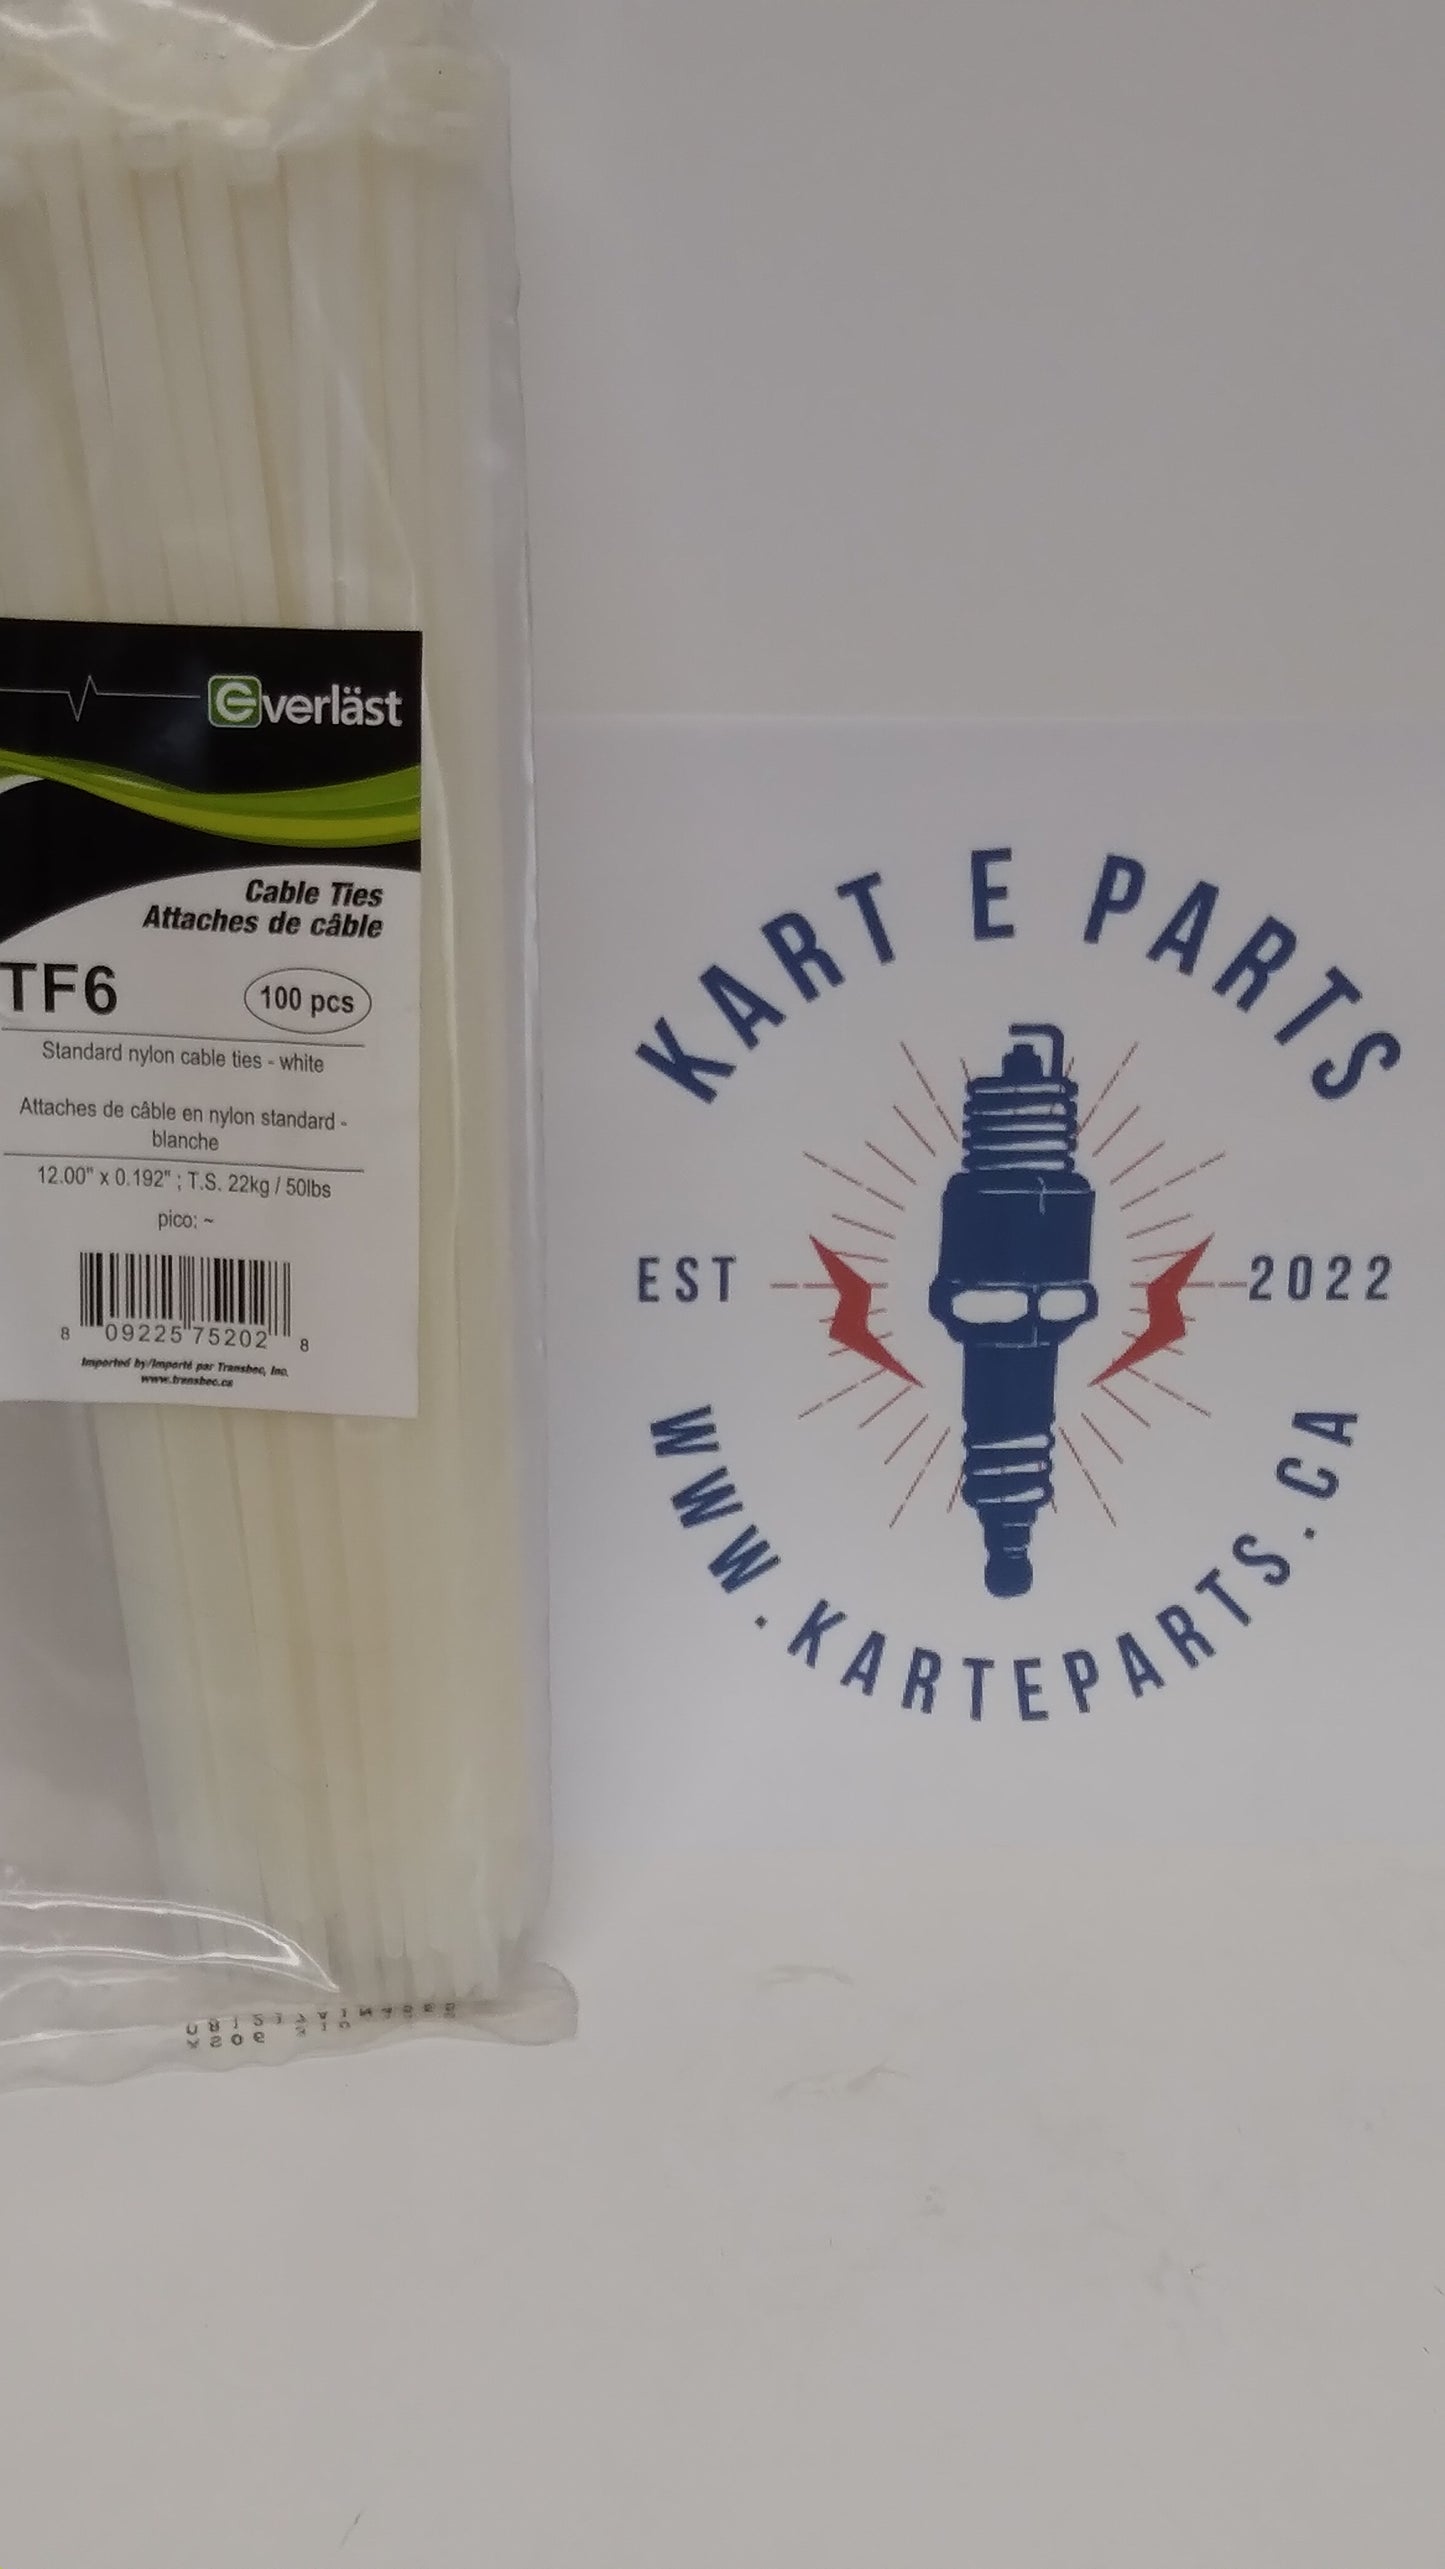 everläst
Cable Ties
Attaches de câble
TF6
100 pcs
Standard nylon cable ties - white
Attaches de câble en nylon standard -
blanche
12.00" x 0.192" ; T.S. 22kg / 50lbs
pico: ~
8 09225 75202 8
Imported by/Importé par Transbec, Inc.
www.transbec.ca
KART E PARTS
EST 2022
WWW.KARTEPARTS.CA